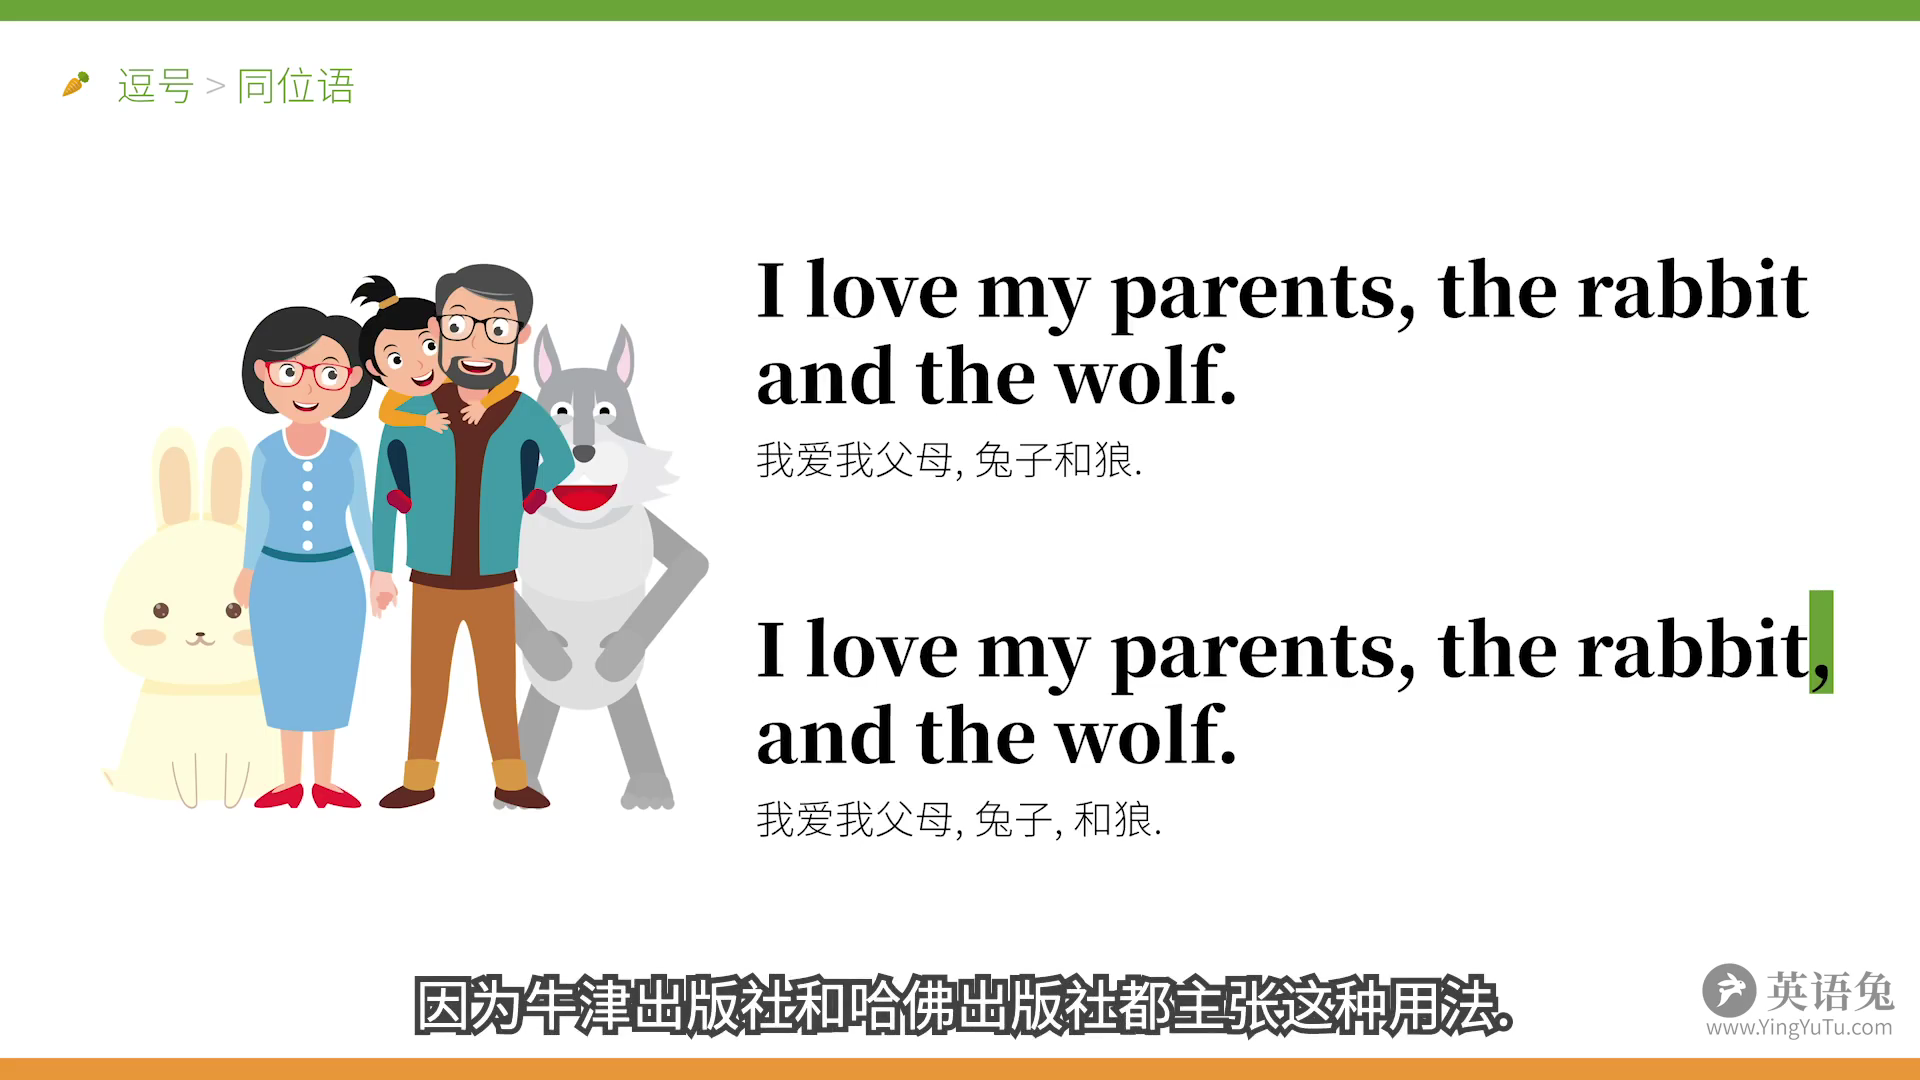 逗号 > 同位语
I love my parents, the rabbit
and the wolf.
我爱我父母, 兔子和狼.
I love my parents, the rabbit,
and the wolf.
我爱我父母, 兔子, 和狼.
因为牛津出版社和哈佛出版社都主张这种用法.
英语兔
www.YingYuTu.com